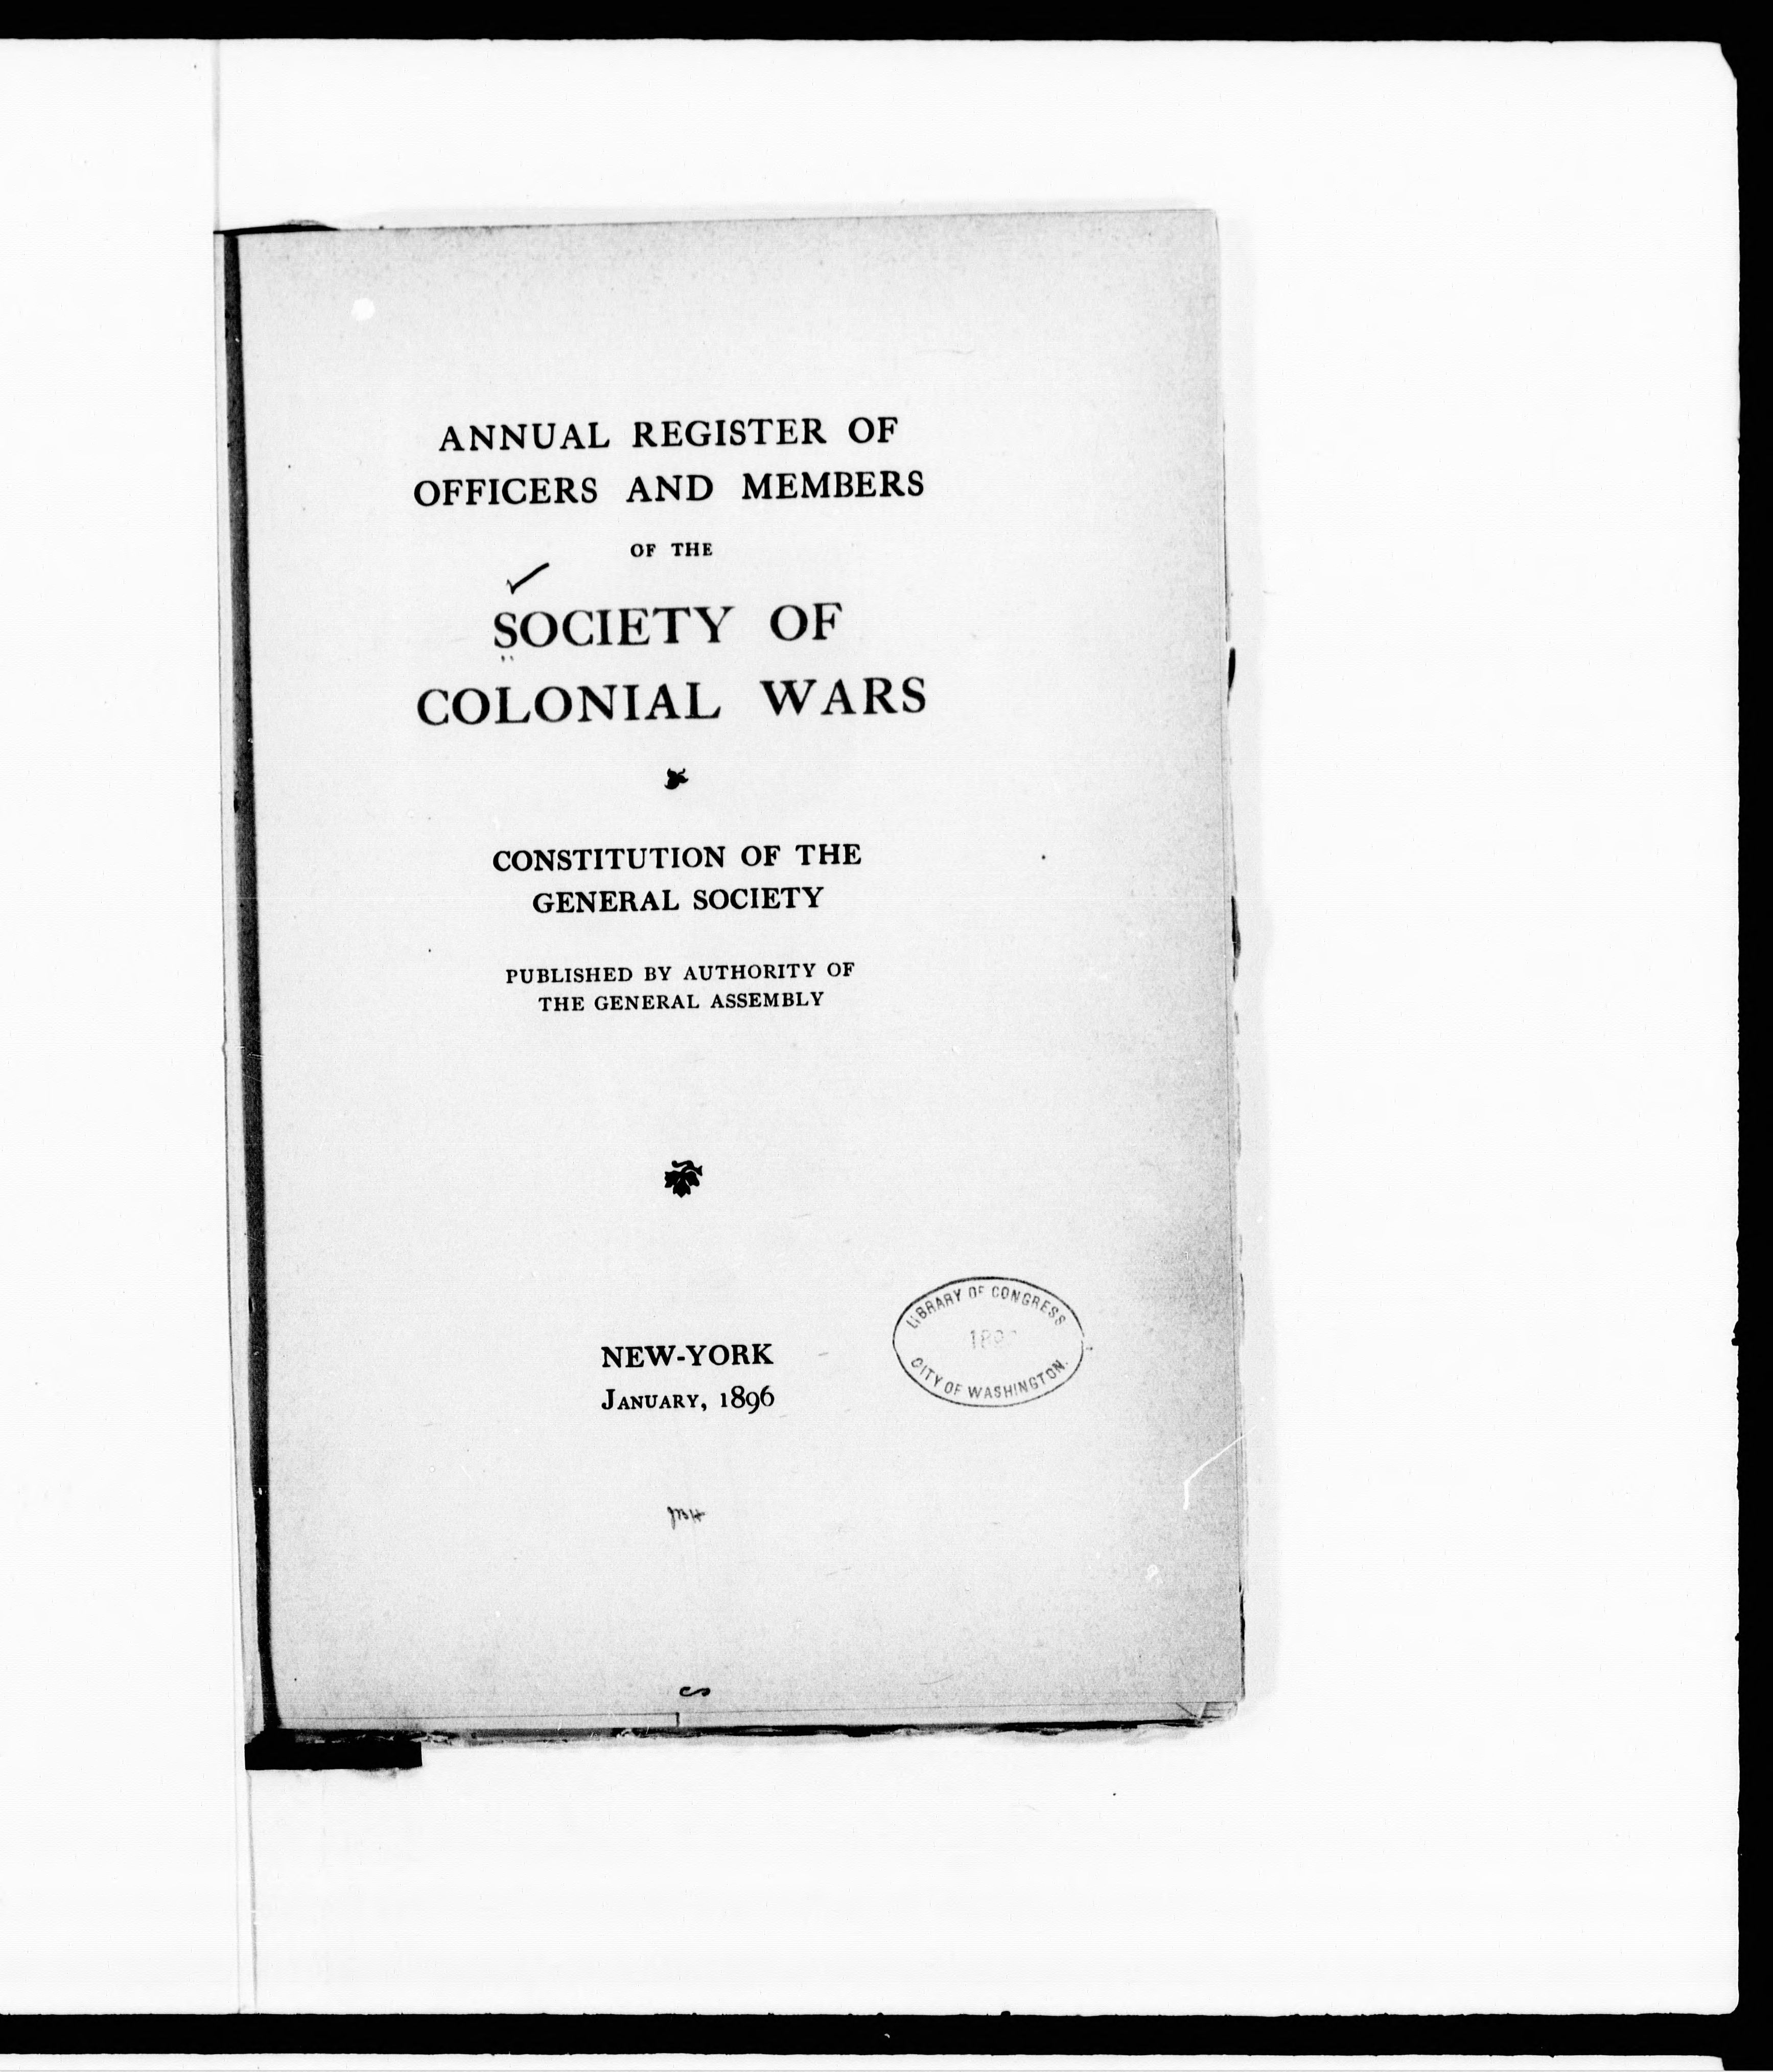 ANNUAL REGISTER OF
OFFICERS AND MEMBERS
OF THE
SOCIETY OF
COLONIAL WARS
CONSTITUTION OF THE
GENERAL SOCIETY
PUBLISHED BY AUTHORITY OF
THE GENERAL ASSEMBLY
NEW-YORK
JANUARY, 1896
LIBRARY OF CONGRESS
CITY OF WASHINGTON.